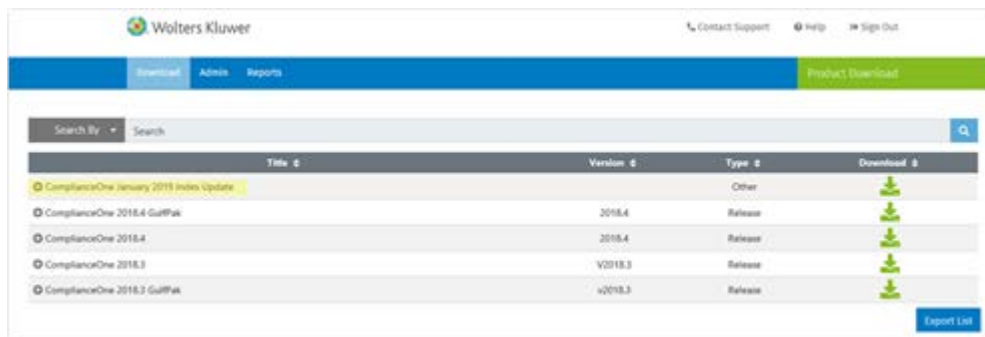 Wolters Kluwer
Contact Support Help Sign Out
Download Admin Reports Product Download
Search By Search
Title Version Type Download
ComplianceOne January 2019 Index Update Other
ComplianceOne 2018.4 GulfPak 2018.4 Release
ComplianceOne 2018.4 2018.4 Release
ComplianceOne 2018.3 V2018.3 Release
ComplianceOne 2018.3 GulfPak v2018.3 Release
Export List